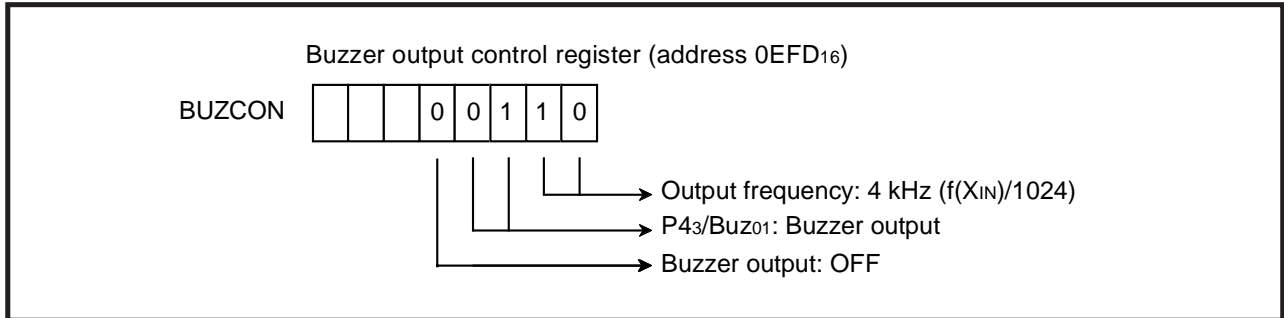 Buzzer output control register (address 0EFD16)
BUZCON 0 0 1 1 0
Output frequency: 4 kHz (f(XIN)/1024)
P43/Buz01: Buzzer output
Buzzer output: OFF